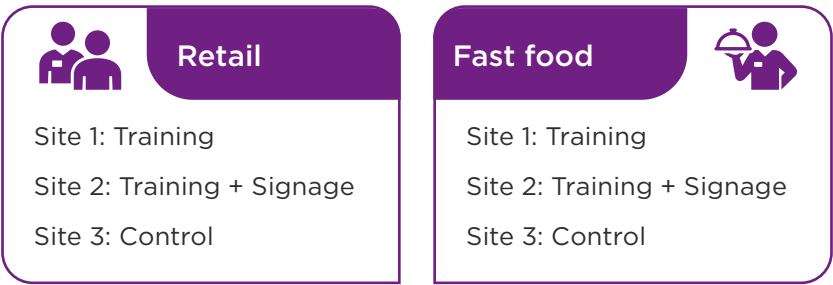 Retail
Site 1: Training
Site 2: Training + Signage
Site 3: Control
Fast food
Site 1: Training
Site 2: Training + Signage
Site 3: Control